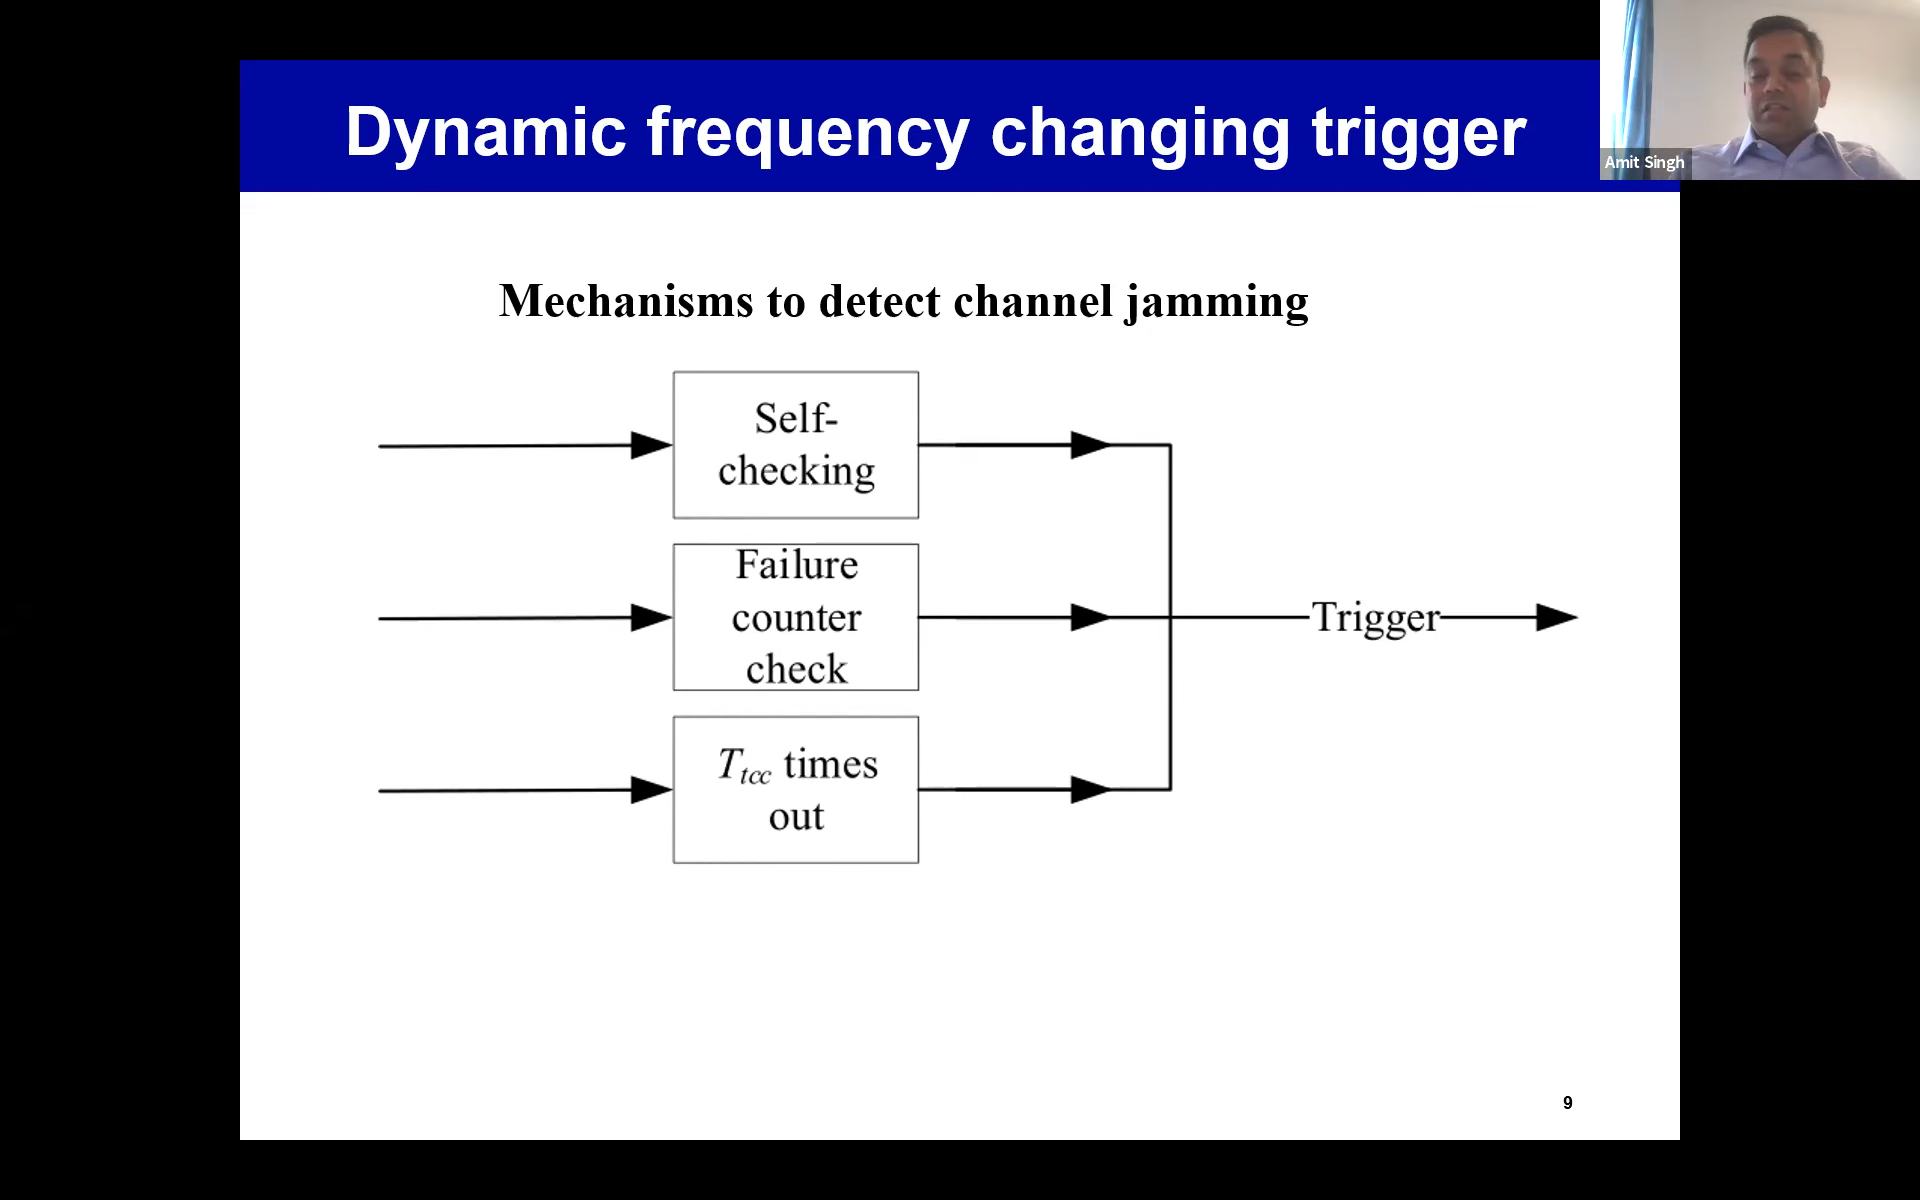 Dynamic frequency changing trigger
Amit Singh
Mechanisms to detect channel jamming
Self-
checking
Failure
counter
check
Trigger
T_tcc times
out
9